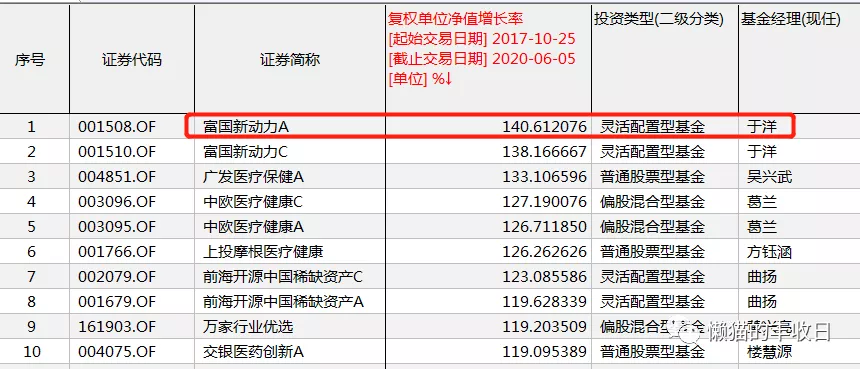 序号 证券代码 证券简称 复权单位净值增长率 投资类型(二级分类) 基金经理(现任)
[起始交易日期] 2017-10-25
[截止交易日期] 2020-06-05
[单位] %↓
1 001508.OF 富国新动力A 140.612076 灵活配置型基金 于洋
2 001510.OF 富国新动力C 138.166667 灵活配置型基金 于洋
3 004851.OF 广发医疗保健A 133.106596 普通股票型基金 吴兴武
4 003096.OF 中欧医疗健康C 127.190076 偏股混合型基金 葛兰
5 003095.OF 中欧医疗健康A 126.711850 偏股混合型基金 葛兰
6 001766.OF 上投摩根医疗健康 126.262626 普通股票型基金 方钰涵
7 002079.OF 前海开源中国稀缺资产C 123.085586 灵活配置型基金 曲扬
8 001679.OF 前海开源中国稀缺资产A 119.628339 灵活配置型基金 曲扬
9 161903.OF 万家行业优选 119.203509 偏股混合型基金
10 004075.OF 交银医药创新A 119.095389 普通股票型基金 楼慧源
懒猫的丰收日